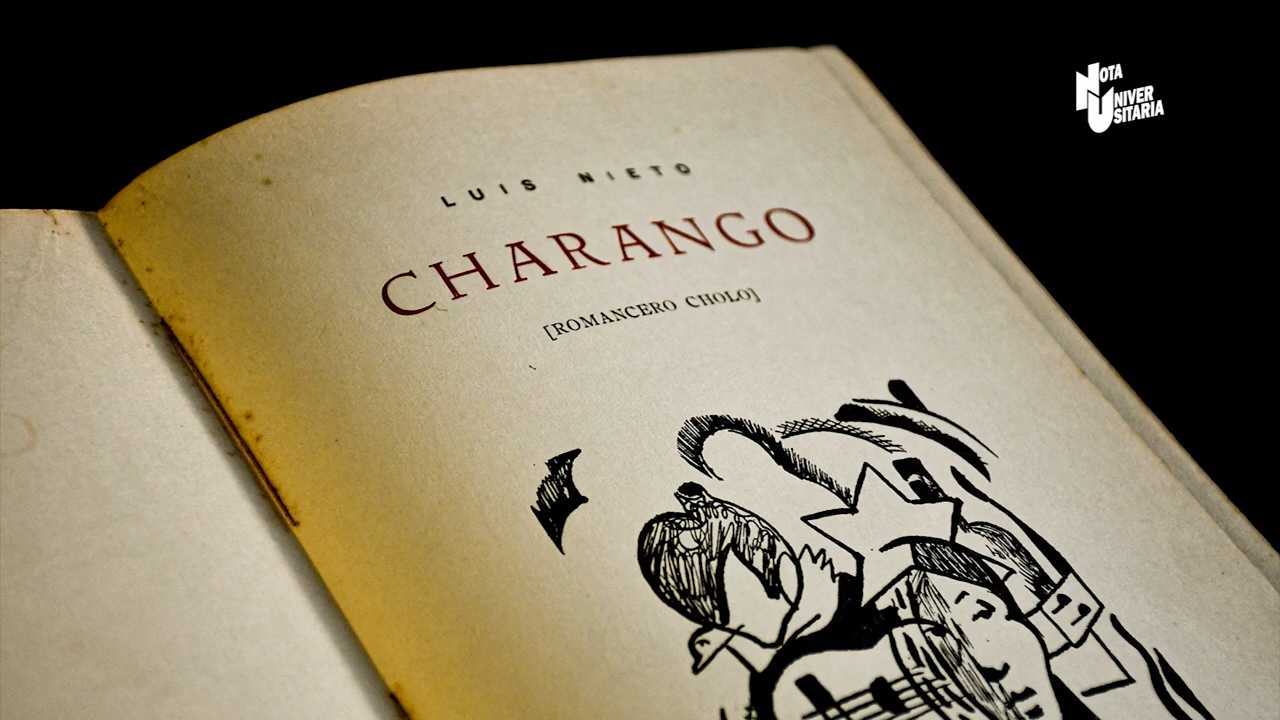 LUIS NIETO
CHARANGO
[ROMANCERO CHOLO]
NOTA
UNIVER
SITARIA